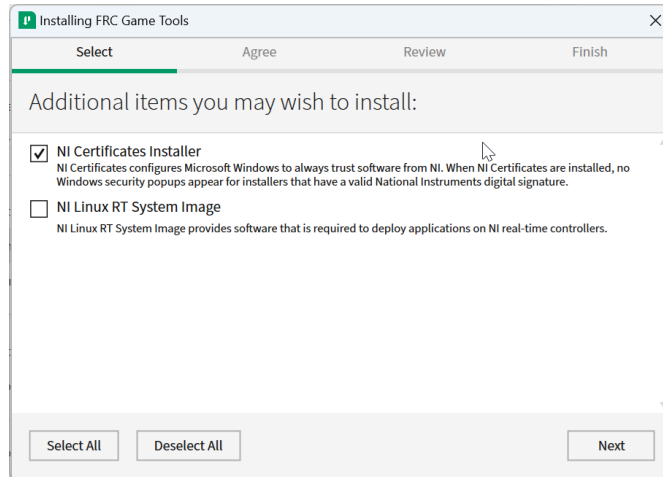 Installing FRC Game Tools
Select
Agree
Review
Finish
Additional items you may wish to install:
NI Certificates Installer
NI Certificates configures Microsoft Windows to always trust software from NI. When NI Certificates are installed, no
Windows security popups appear for installers that have a valid National Instruments digital signature.
NI Linux RT System Image
NI Linux RT System Image provides software that is required to deploy applications on NI real-time controllers.
Select All
Deselect All
Next